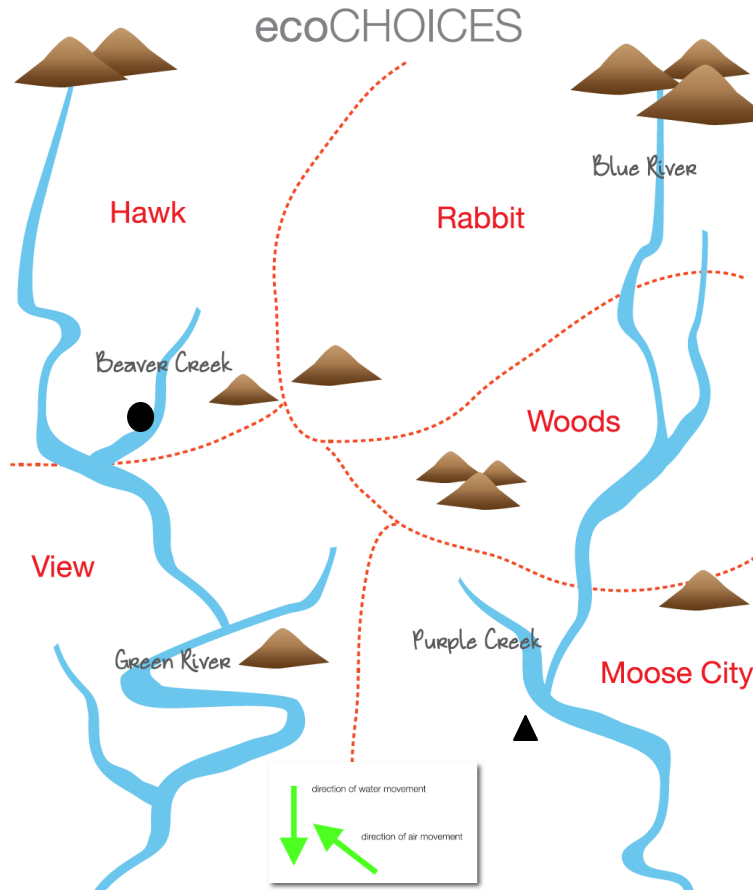 ecoCHOICES
Blue River
Hawk
Rabbit
Beaver Creek
Woods
View
Purple Creek
Green River
Moose City
direction of water movement
direction of air movement